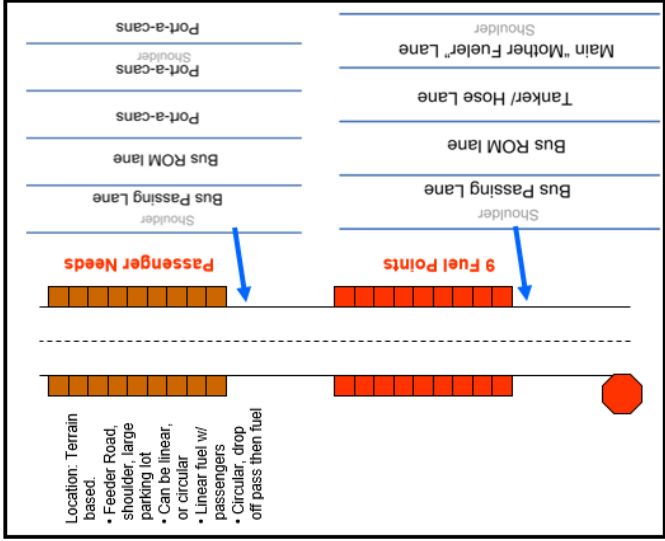 9 Fuel Points
Shoulder
Bus Passing Lane
Bus ROM lane
Tanker/ Hose Lane
Main "Mother Fueler" Lane
Shoulder
Passenger Needs
Shoulder
Bus Passing Lane
Bus ROM lane
Port-a-cans
Port-a-cans
Shoulder
Port-a-cans
Location: Terrain
based.
• Feeder Road,
shoulder, large
parking lot
• Can be linear,
or circular
• Linear fuel w/
passengers
• Circular, drop
off pass then fuel